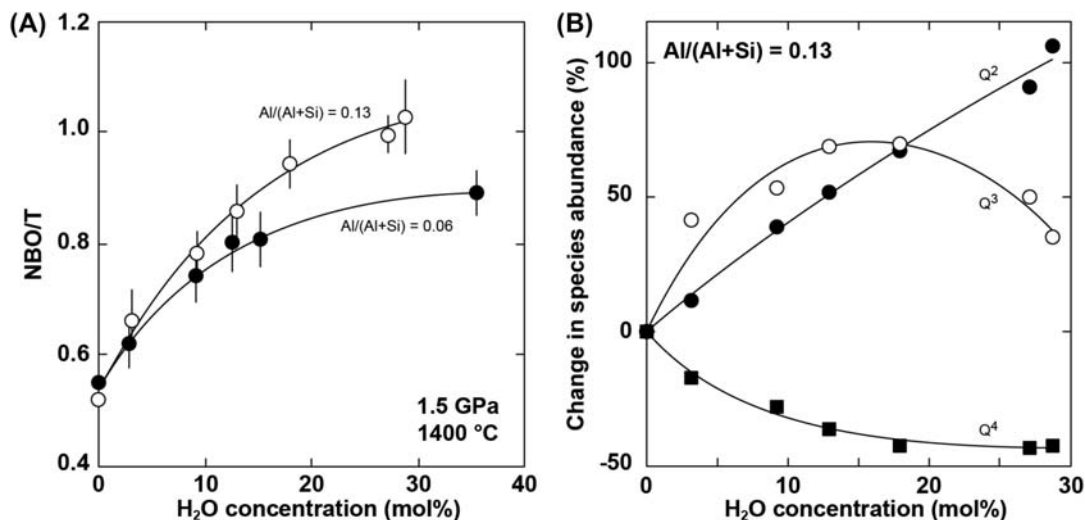 (A)
1.2
1.0
0.8
0.6
0.4
NBO/T
Al/(Al+Si) = 0.13
Al/(Al+Si) = 0.06
1.5 GPa
1400 °C
0 10 20 30 40
H₂O concentration (mol%)
(B)
Al/(Al+Si) = 0.13
100
50
0
-50
Change in species abundance (%)
Q²
Q³
Q⁴
0 10 20 30
H₂O concentration (mol%)